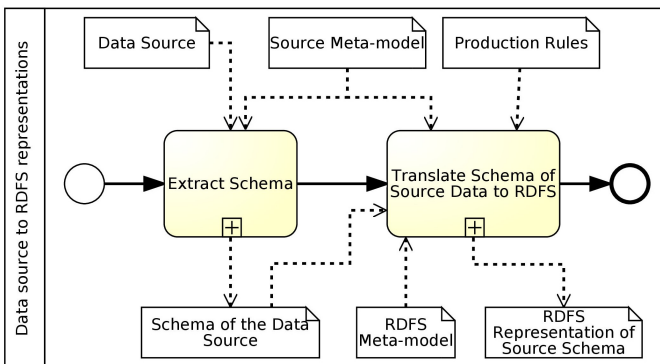 Data source to RDFS representations
Data Source
Source Meta-model
Production Rules
Extract Schema
Translate Schema of
Source Data to RDFS
Schema of the Data
Source
RDFS
Meta-model
RDFS
Representation of
Source Schema